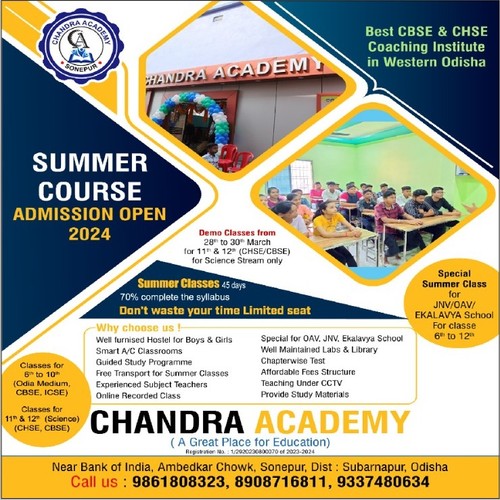 CHANDRA ACADEMY
SONEPUR
Best CBSE & CHSE
Coaching Institute
in Western Odisha
CHANDRA ACADEMY
SUMMER
COURSE
ADMISSION OPEN
2024
Demo Classes from
28th to 30th March
for 11th & 12th (CHSE/CBSE)
for Science Stream only
Summer Classes 45 days
70% complete the syllabus
Don't waste your time Limited seat
Special
Summer Class
for
JNV/OAV/
EKALAVYA School
For classe
6th to 12th
Why choose us !
Well furnised Hostel for Boys & Girls
Smart A/C Classrooms
Guided Study Programme
Free Transport for Summer Classes
Experienced Subject Teachers
Online Recorded Class
Special for OAV, JNV, Ekalavya School
Well Maintained Labs & Library
Chapterwise Test
Affordable Fees Structure
Teaching Under CCTV
Provide Study Materials
Classes for
6th to 10th
(Odia Medium,
CBSE, ICSE)
Classes for
11th & 12th (Science)
(CHSE, CBSE)
CHANDRA ACADEMY
( A Great Place for Education)
Registration No. : 1/2920230800070 of 2023-2024
Near Bank of India, Ambedkar Chowk, Sonepur, Dist : Subarnapur, Odisha
Call us : 9861808323, 8908716811, 9337480634